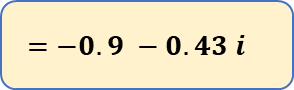 = −0.9 − 0.43 i